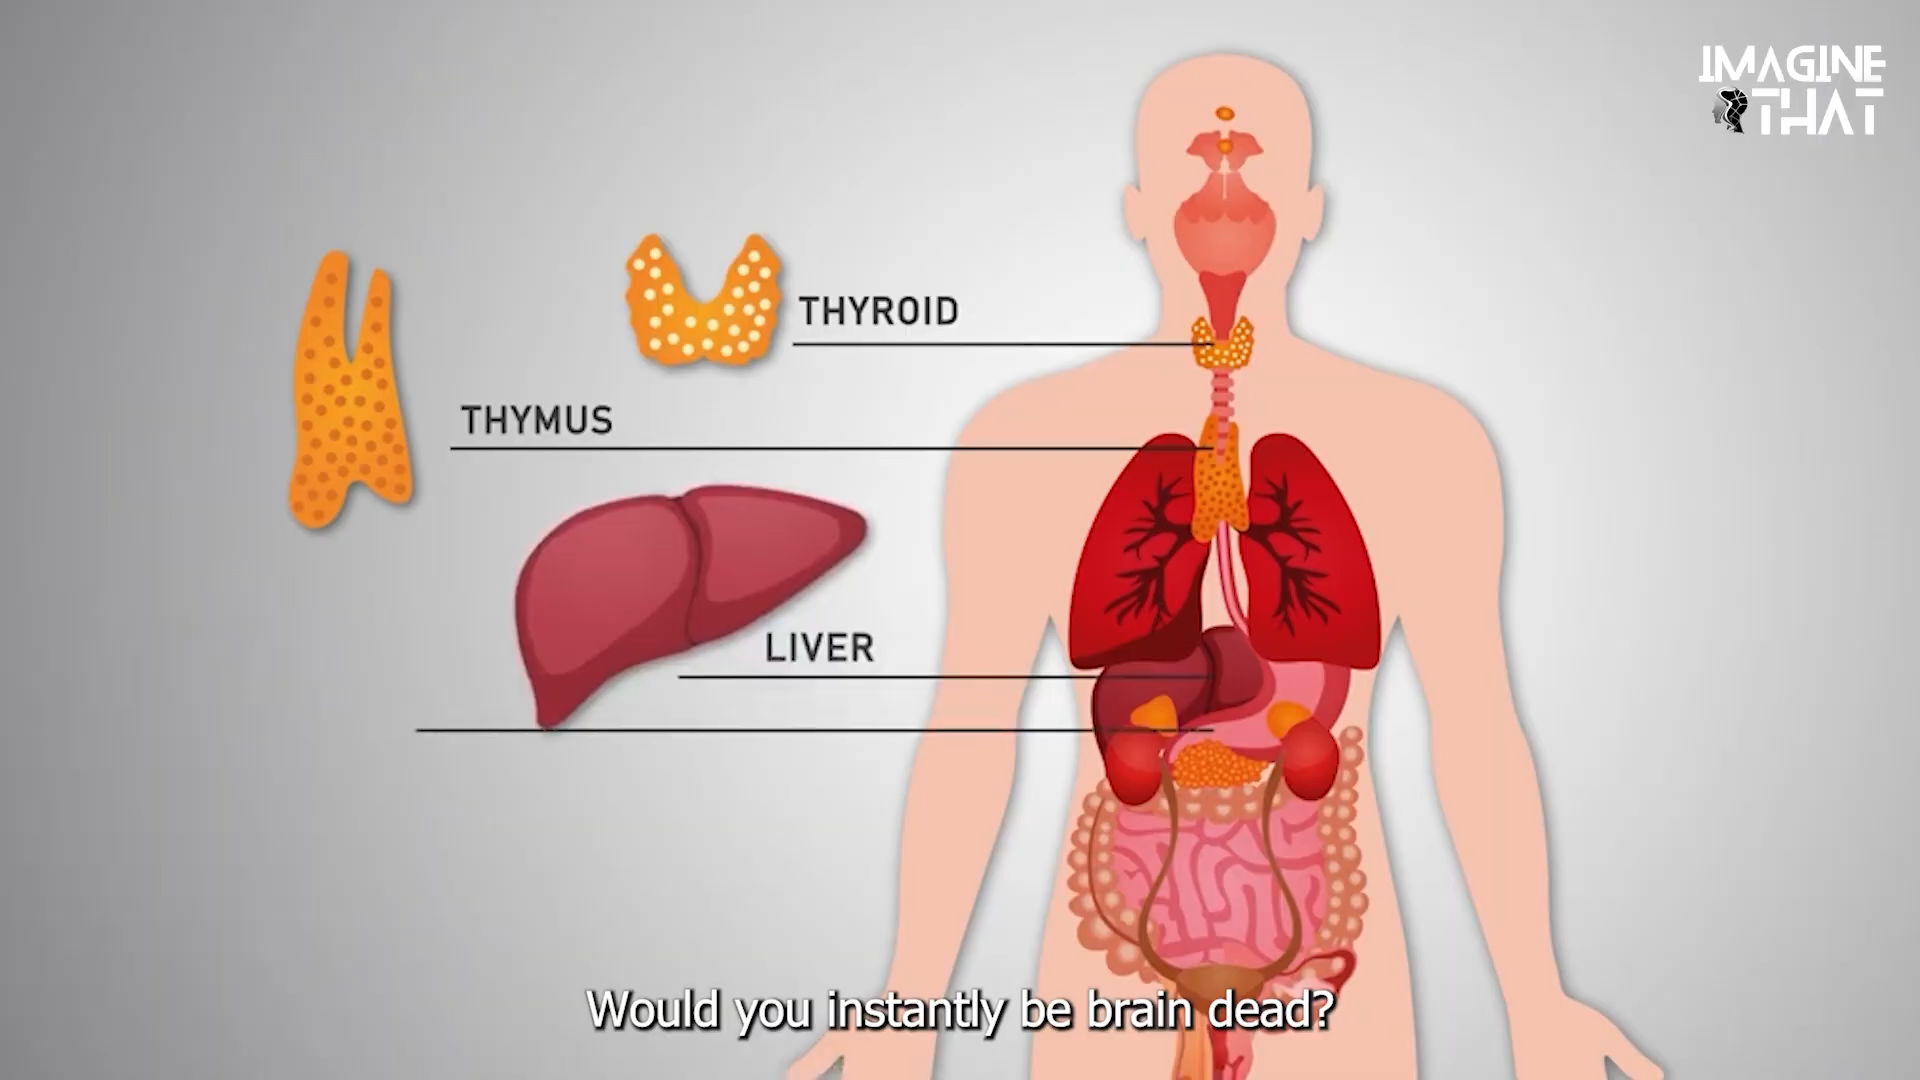 IMAGINE
THAT
THYROID
THYMUS
LIVER
Would you instantly be brain dead?